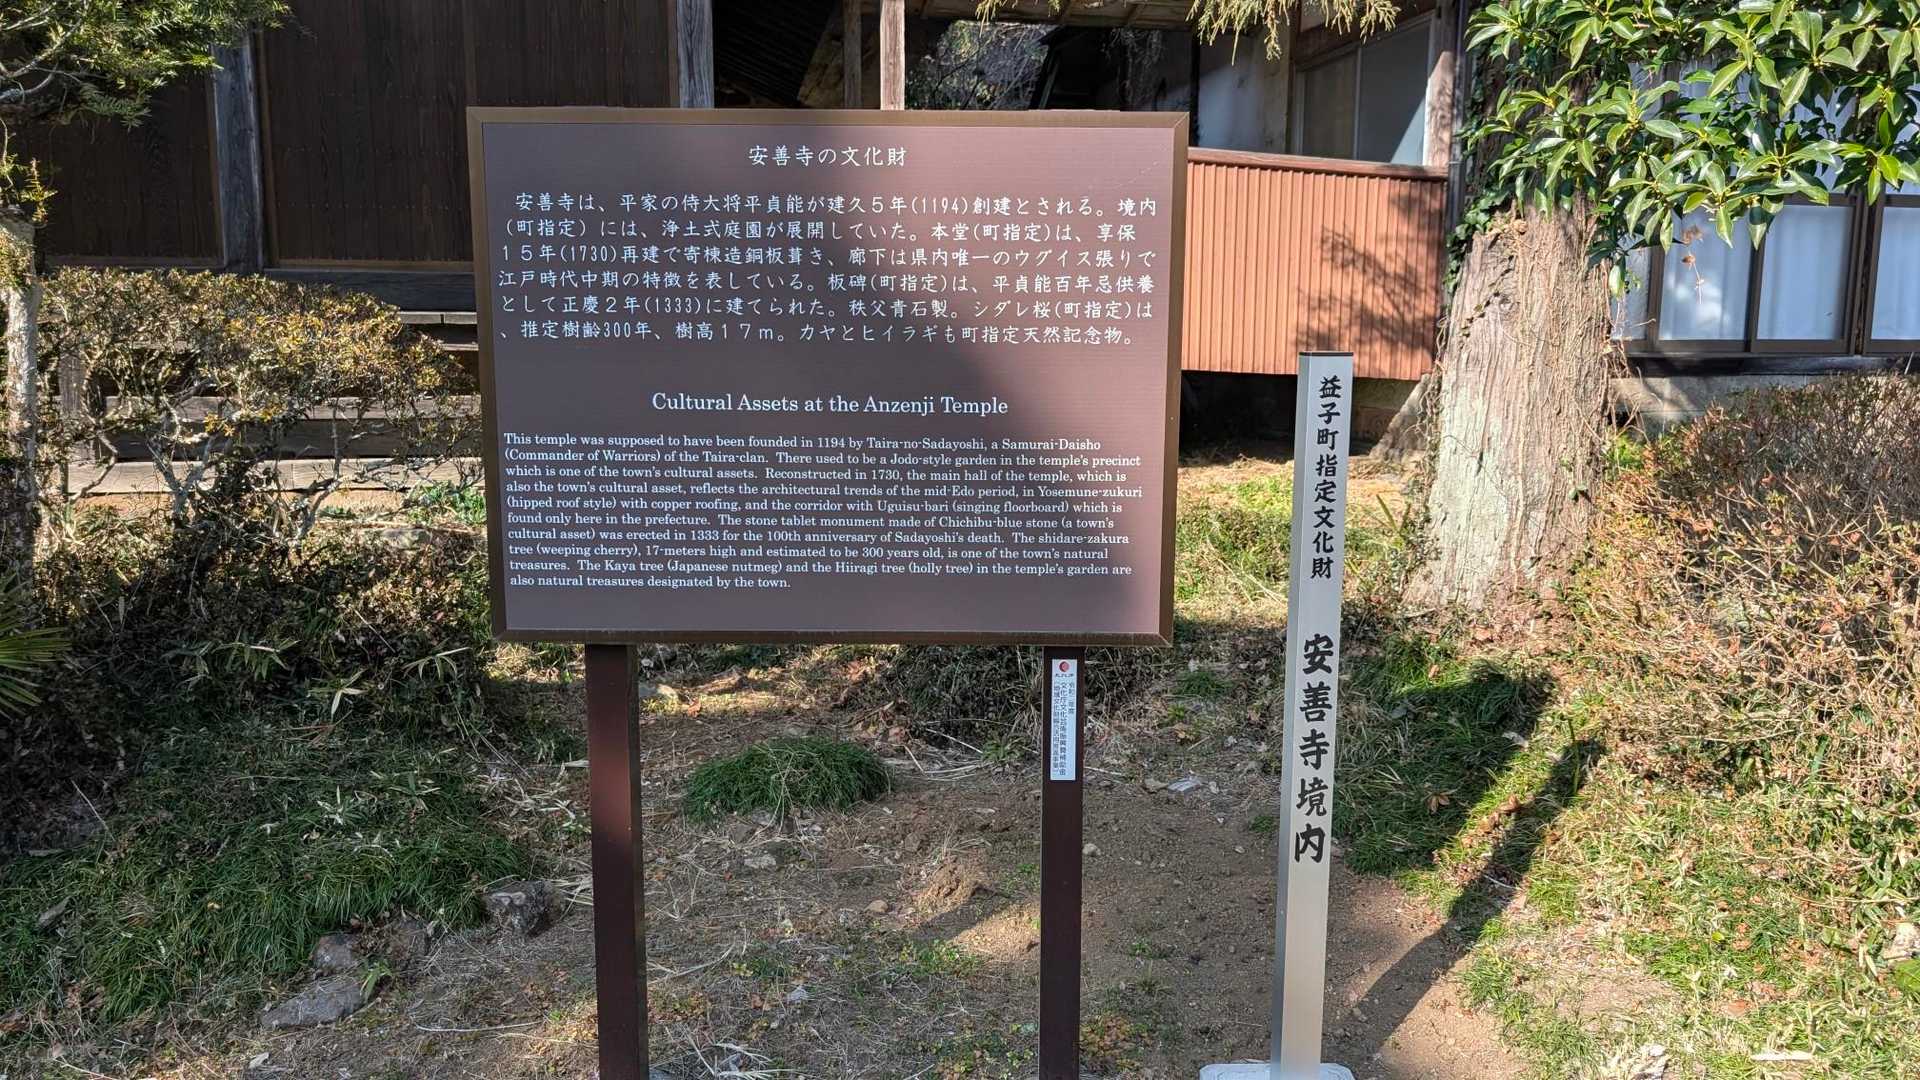 安善寺の文化財
安善寺は、平家の侍大将平貞能が建久５年(1194)創建とされる。境内
(町指定) には、浄土式庭園が展開していた。本堂(町指定)は、享保
１５年(1730)再建で寄棟造銅板葺き、廊下は県内唯一のウグイス張りで
江戸時代中期の特徴を表している。板碑(町指定)は、平貞能百年忌供養
として正慶２年(1333)に建てられた。秩父青石製。シダレ桜(町指定)は
、推定樹齢300年、樹高１７ｍ。カヤとヒイラギも町指定天然記念物。
Cultural Assets at the Anzenji Temple
This temple was supposed to have been founded in 1194 by Taira-no-Sadayoshi, a Samurai-Daisho
(Commander of Warriors) of the Taira-clan. There used to be a Jodo-style garden in the temple's precinct
which is one of the town's cultural assets. Reconstructed in 1730, the main hall of the temple, which is
also the town's cultural asset, reflects the architectural trends of the mid-Edo period, in Yosemune-zukuri
(hipped roof style) with copper roofing, and the corridor with Uguisu-bari (singing floorboard) which is
found only here in the prefecture. The stone tablet monument made of Chichibu-blue stone (a town's
cultural asset) was erected in 1333 for the 100th anniversary of Sadayoshi's death. The shidare-zakura
tree (weeping cherry), 17-meters high and estimated to be 300 years old, is one of the town's natural
treasures. The Kaya tree (Japanese nutmeg) and the Hiiragi tree (holly tree) in the temple's garden are
also natural treasures designated by the town.
益子町指定文化財
安善寺境内